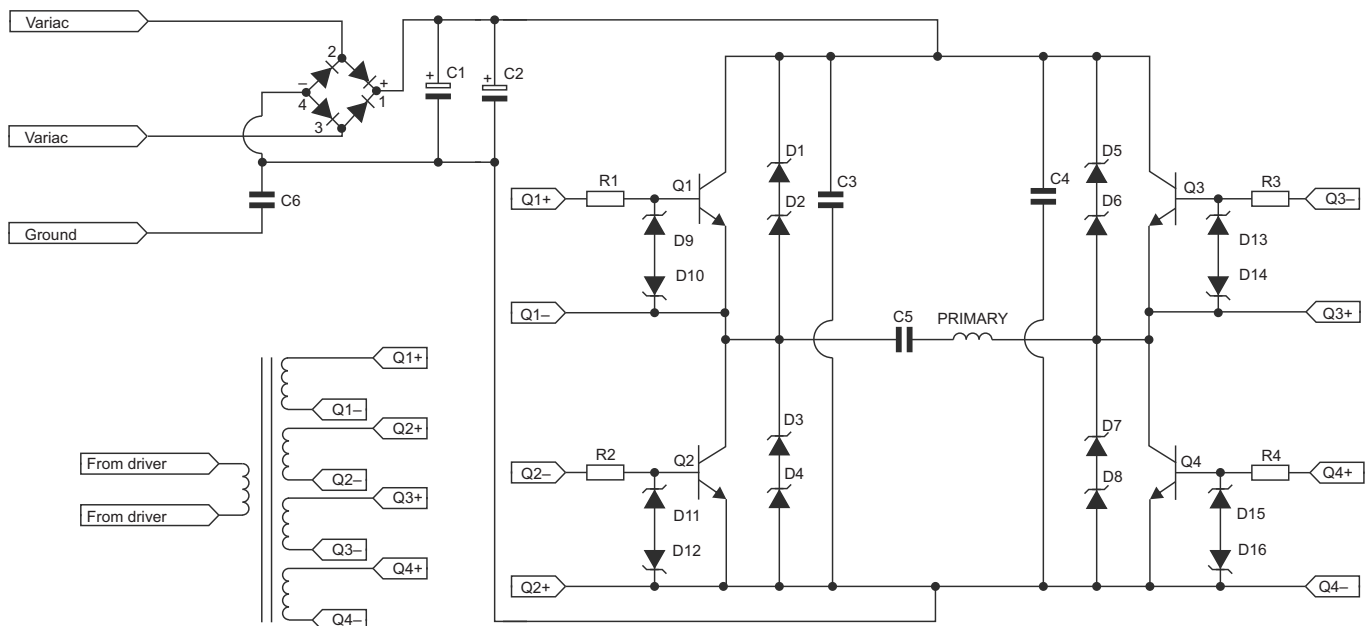 Variac
2
+
C1
+
C2
–
4
1
+
3
Variac
C6
Ground
D1
D5
Q1+
R1
Q1
D2
C3
C4
D6
Q3
R3
Q3–
D9
D13
D10
D14
Q1–
Q3+
C5
PRIMARY
Q1+
Q1–
Q2+
From driver
Q2–
Q3+
From driver
Q3–
Q4+
Q4–
D3
D7
Q2–
R2
Q2
D4
D8
Q4
R4
Q4+
D11
D15
D12
D16
Q2+
Q4–